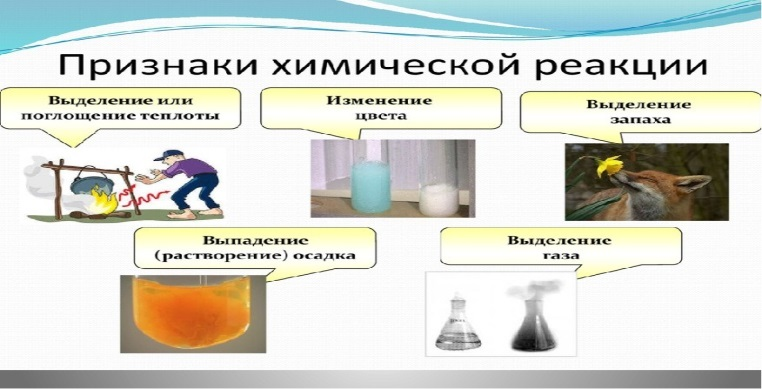 Признаки химической реакции
Выделение или
поглощение теплоты
Изменение
цвета
Выделение
запаха
Выпадение
(растворение) осадка
Выделение
газа